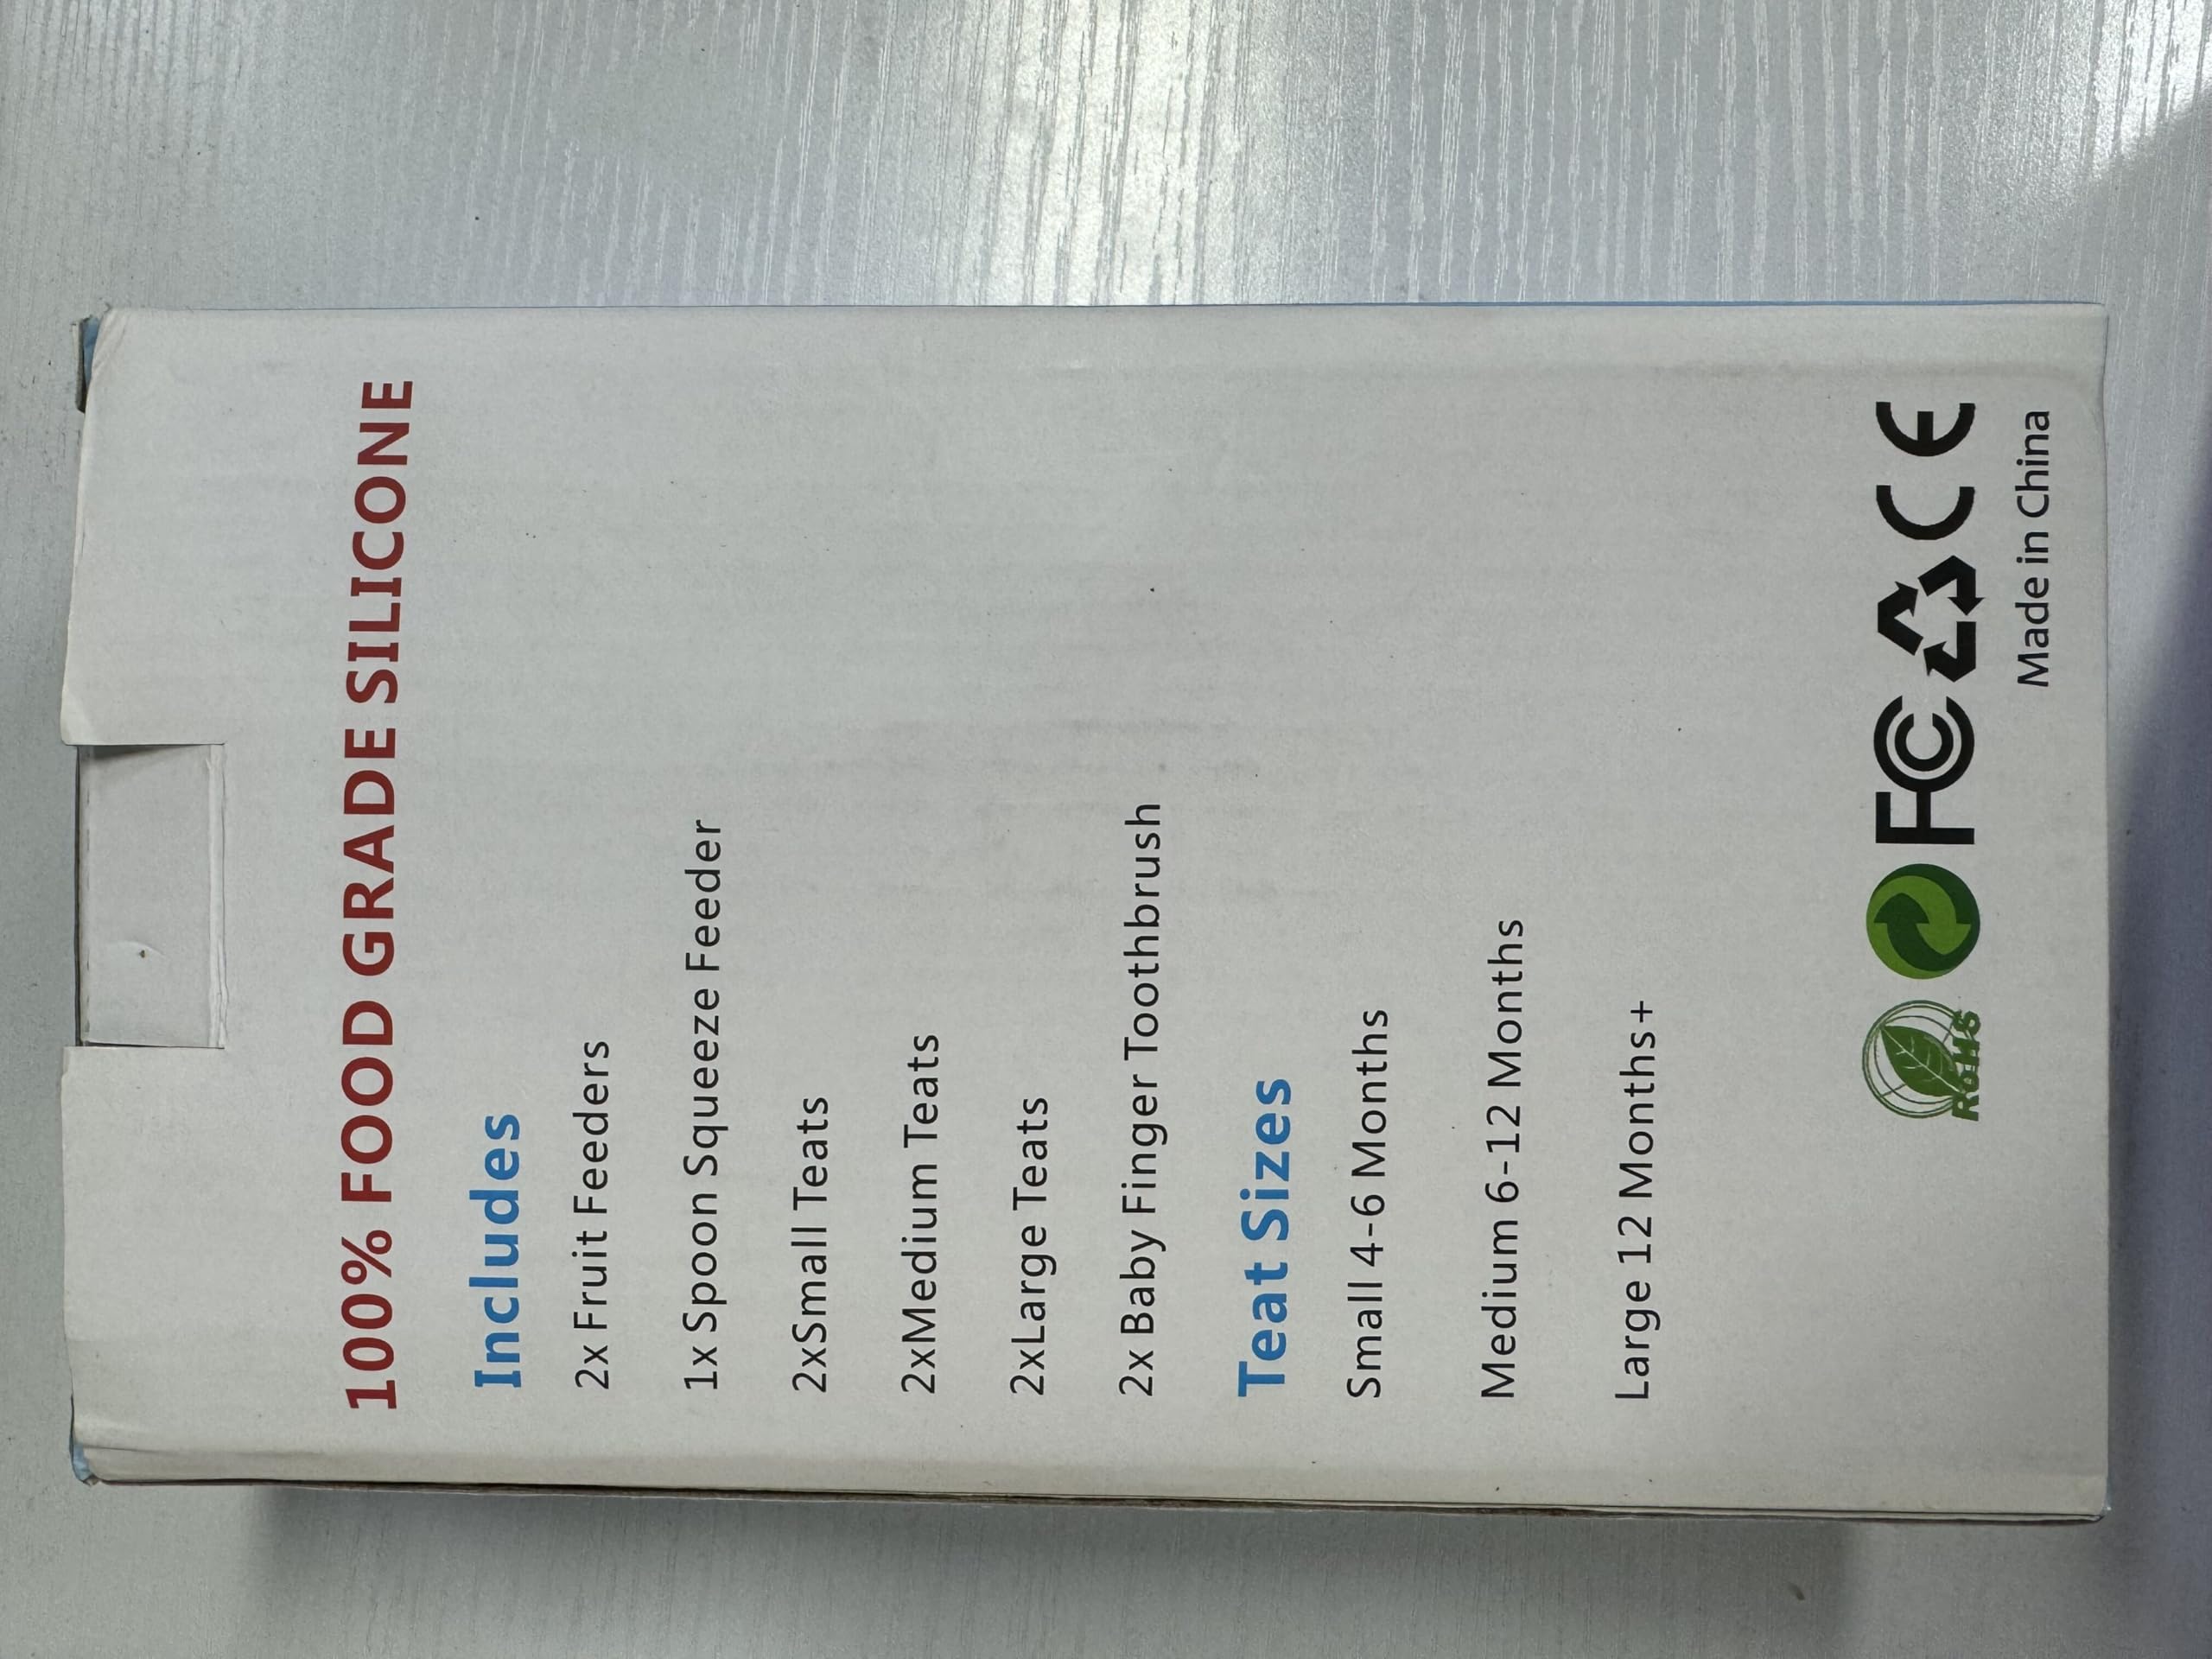 100% FOOD GRADE SILICONE
Includes
2x Fruit Feeders
1x Spoon Squeeze Feeder
2xSmall Teats
2xMedium Teats
2xLarge Teats
2x Baby Finger Toothbrush
Teat Sizes
Small 4-6 Months
Medium 6-12 Months
Large 12 Months+
RoHS FC CE
Made in China